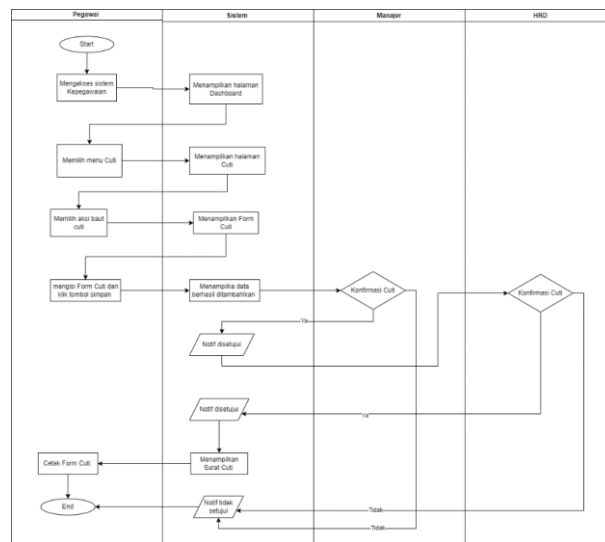 Pegawai
Sistem
Manajer
HRD
Start
Mengakses sistem
Kepegawaian
Menampilkan halaman
Dashboard
Memilih menu Cuti
Menampilkan halaman
Cuti
Memilih aksi baut
cuti
Menampilkan Form
Cuti
mengisi Form Cuti dan
klik tombol simpan
Menampilka data
berhasil ditambahkan
Konfirmasi Cuti
Konfirmasi Cuti
Ya
Notif disetujui
Notif disetujui
Ya
Menampilkan
Surat Cuti
Cetak Form Cuti
End
Notif tidak
setujui
Tidak
Tidak